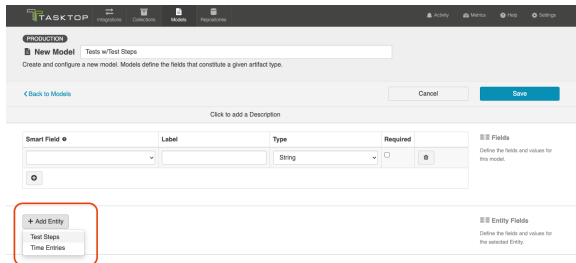 TASKTOP
Integrations
Collections
Models
Repositories
Activity
Metrics
Help
Settings
PRODUCTION
New Model
Tests w/Test Steps
Create and configure a new model. Models define the fields that constitute a given artifact type.
Back to Models
Cancel
Save
Click to add a Description
Smart Field
Label
Type
Required
String
Fields
Define the fields and values for
this model.
+ Add Entity
Test Steps
Time Entries
Entity Fields
Define the fields and values for
the selected Entity.